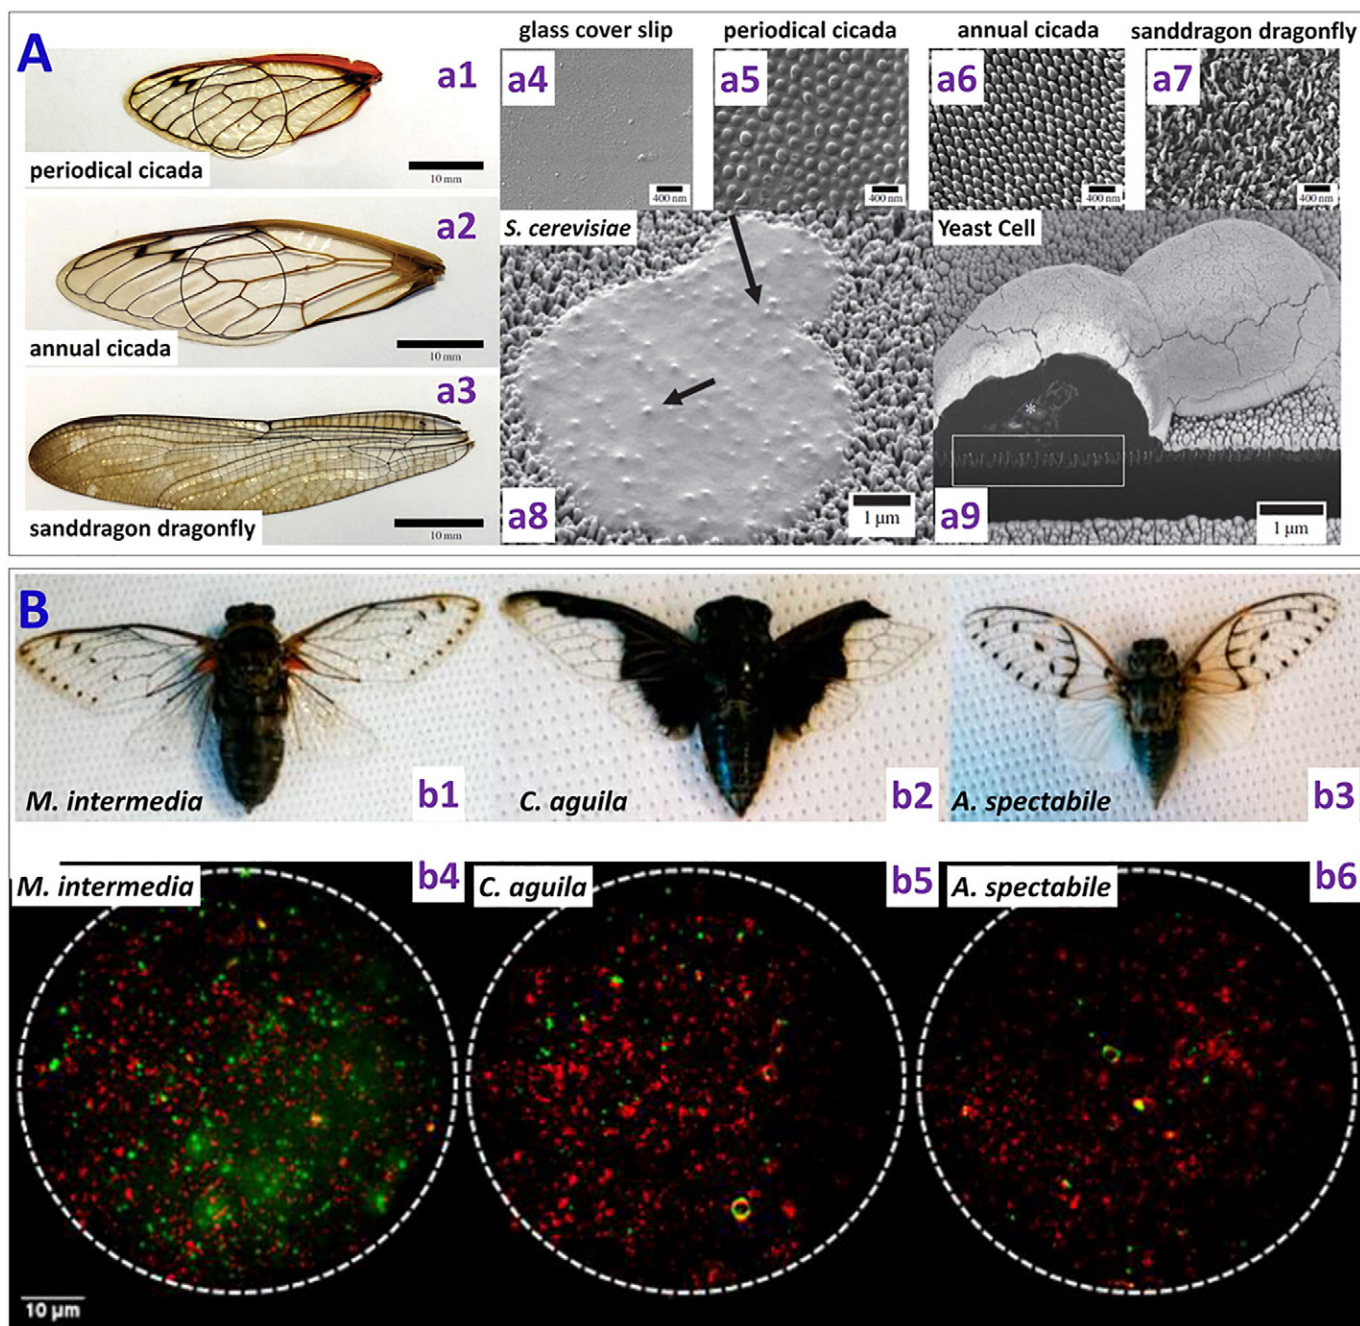 A
a1
periodical cicada
10 mm
a2
annual cicada
10 mm
a3
sanddragon dragonfly
10 mm
glass cover slip
periodical cicada
annual cicada
sanddragon dragonfly
a4
400 nm
a5
400 nm
a6
400 nm
a7
400 nm
S. cerevisiae
a8
1 µm
Yeast Cell
*
a9
1 µm
B
M. intermedia
b1
C. aguila
b2
A. spectabile
b3
M. intermedia
b4
C. aguila
b5
A. spectabile
b6
10 µm